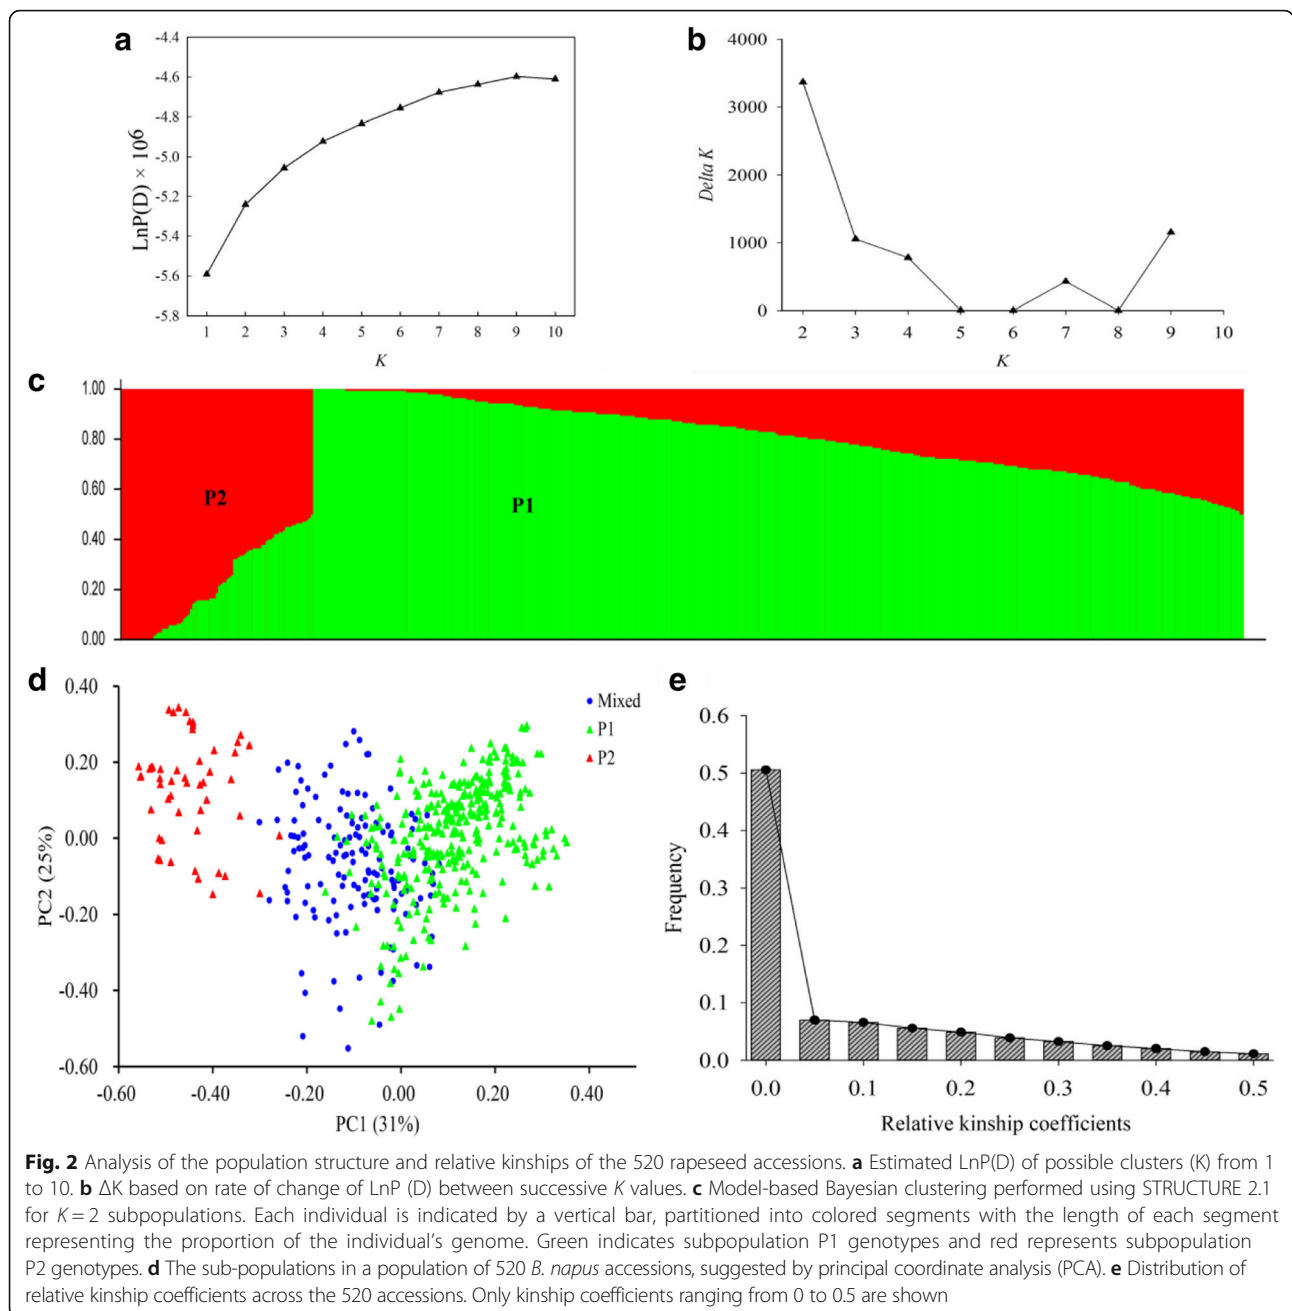 a
-4.4
-4.6
-4.8
-5.0
-5.2
-5.4
-5.6
-5.8
LnP(D) × 10⁶
1 2 3 4 5 6 7 8 9 10
K
b
4000
3000
2000
1000
0
Delta K
2 3 4 5 6 7 8 9 10
K
c
1.00
0.80
0.60
0.40
0.20
0.00
P2
P1
d
0.40
0.20
0.00
-0.20
-0.40
-0.60
PC2 (25%)
Mixed
P1
P2
-0.60 -0.40 -0.20 0.00 0.20 0.40
PC1 (31%)
e
0.6
0.5
0.4
0.3
0.2
0.1
0.0
Frequency
0.0 0.1 0.2 0.3 0.4 0.5
Relative kinship coefficients
Fig. 2 Analysis of the population structure and relative kinships of the 520 rapeseed accessions. a Estimated LnP(D) of possible clusters (K) from 1
to 10. b ΔK based on rate of change of LnP (D) between successive K values. c Model-based Bayesian clustering performed using STRUCTURE 2.1
for K = 2 subpopulations. Each individual is indicated by a vertical bar, partitioned into colored segments with the length of each segment
representing the proportion of the individual's genome. Green indicates subpopulation P1 genotypes and red represents subpopulation
P2 genotypes. d The sub-populations in a population of 520 B. napus accessions, suggested by principal coordinate analysis (PCA). e Distribution of
relative kinship coefficients across the 520 accessions. Only kinship coefficients ranging from 0 to 0.5 are shown